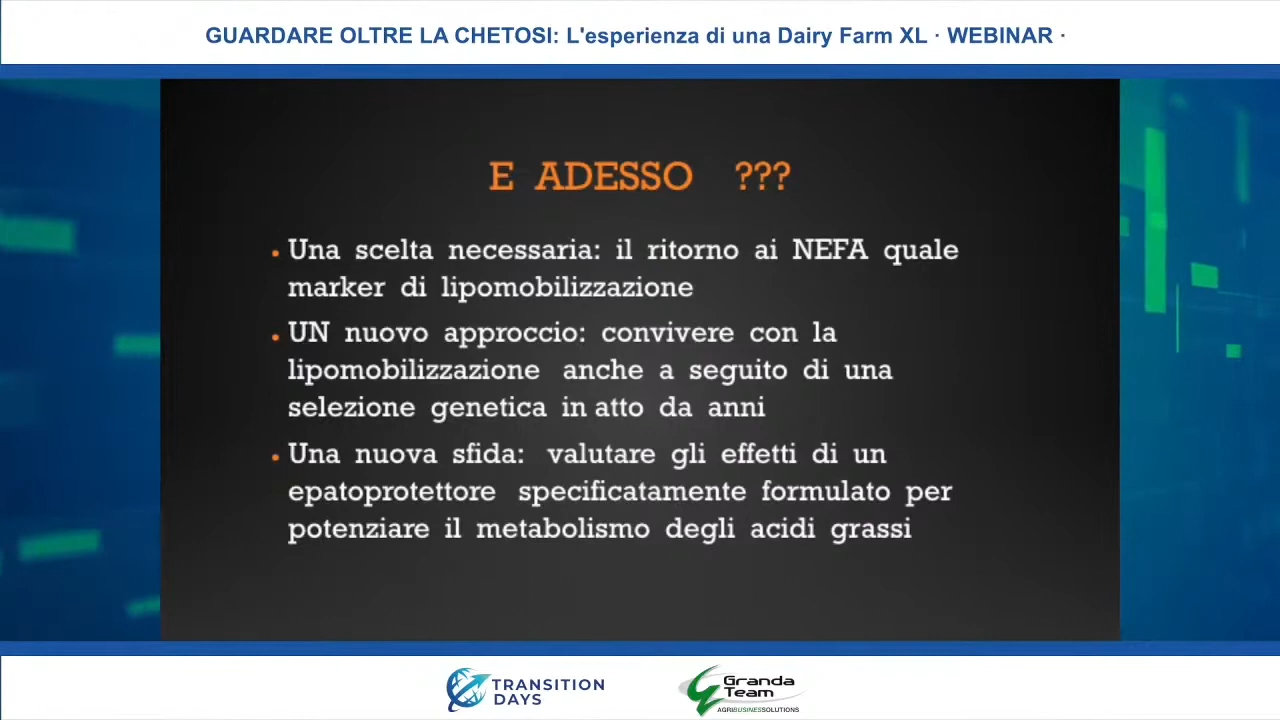 GUARDARE OLTRE LA CHETOSI: L'esperienza di una Dairy Farm XL · WEBINAR ·
E ADESSO ???
• Una scelta necessaria: il ritorno ai NEFA quale
marker di lipomobilizzazione
• UN nuovo approccio: convivere con la
lipomobilizzazione anche a seguito di una
selezione genetica in atto da anni
• Una nuova sfida: valutare gli effetti di un
epatoprotettore specificatamente formulato per
potenziare il metabolismo degli acidi grassi
TRANSITION
DAYS
Granda
Team
AGRIBUSINESSOLUTIONS